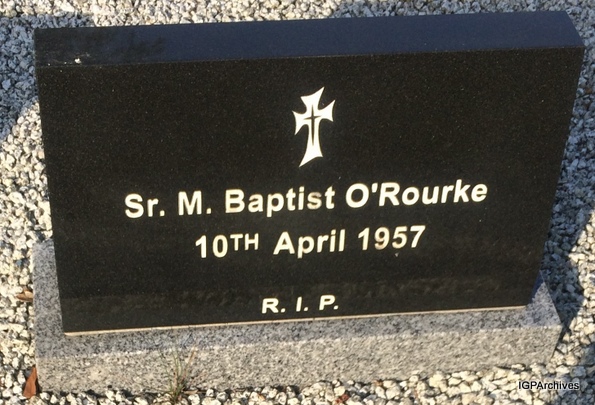 Sr. M. Baptist O'Rourke
10TH April 1957
R. I. P.
IGPArchives